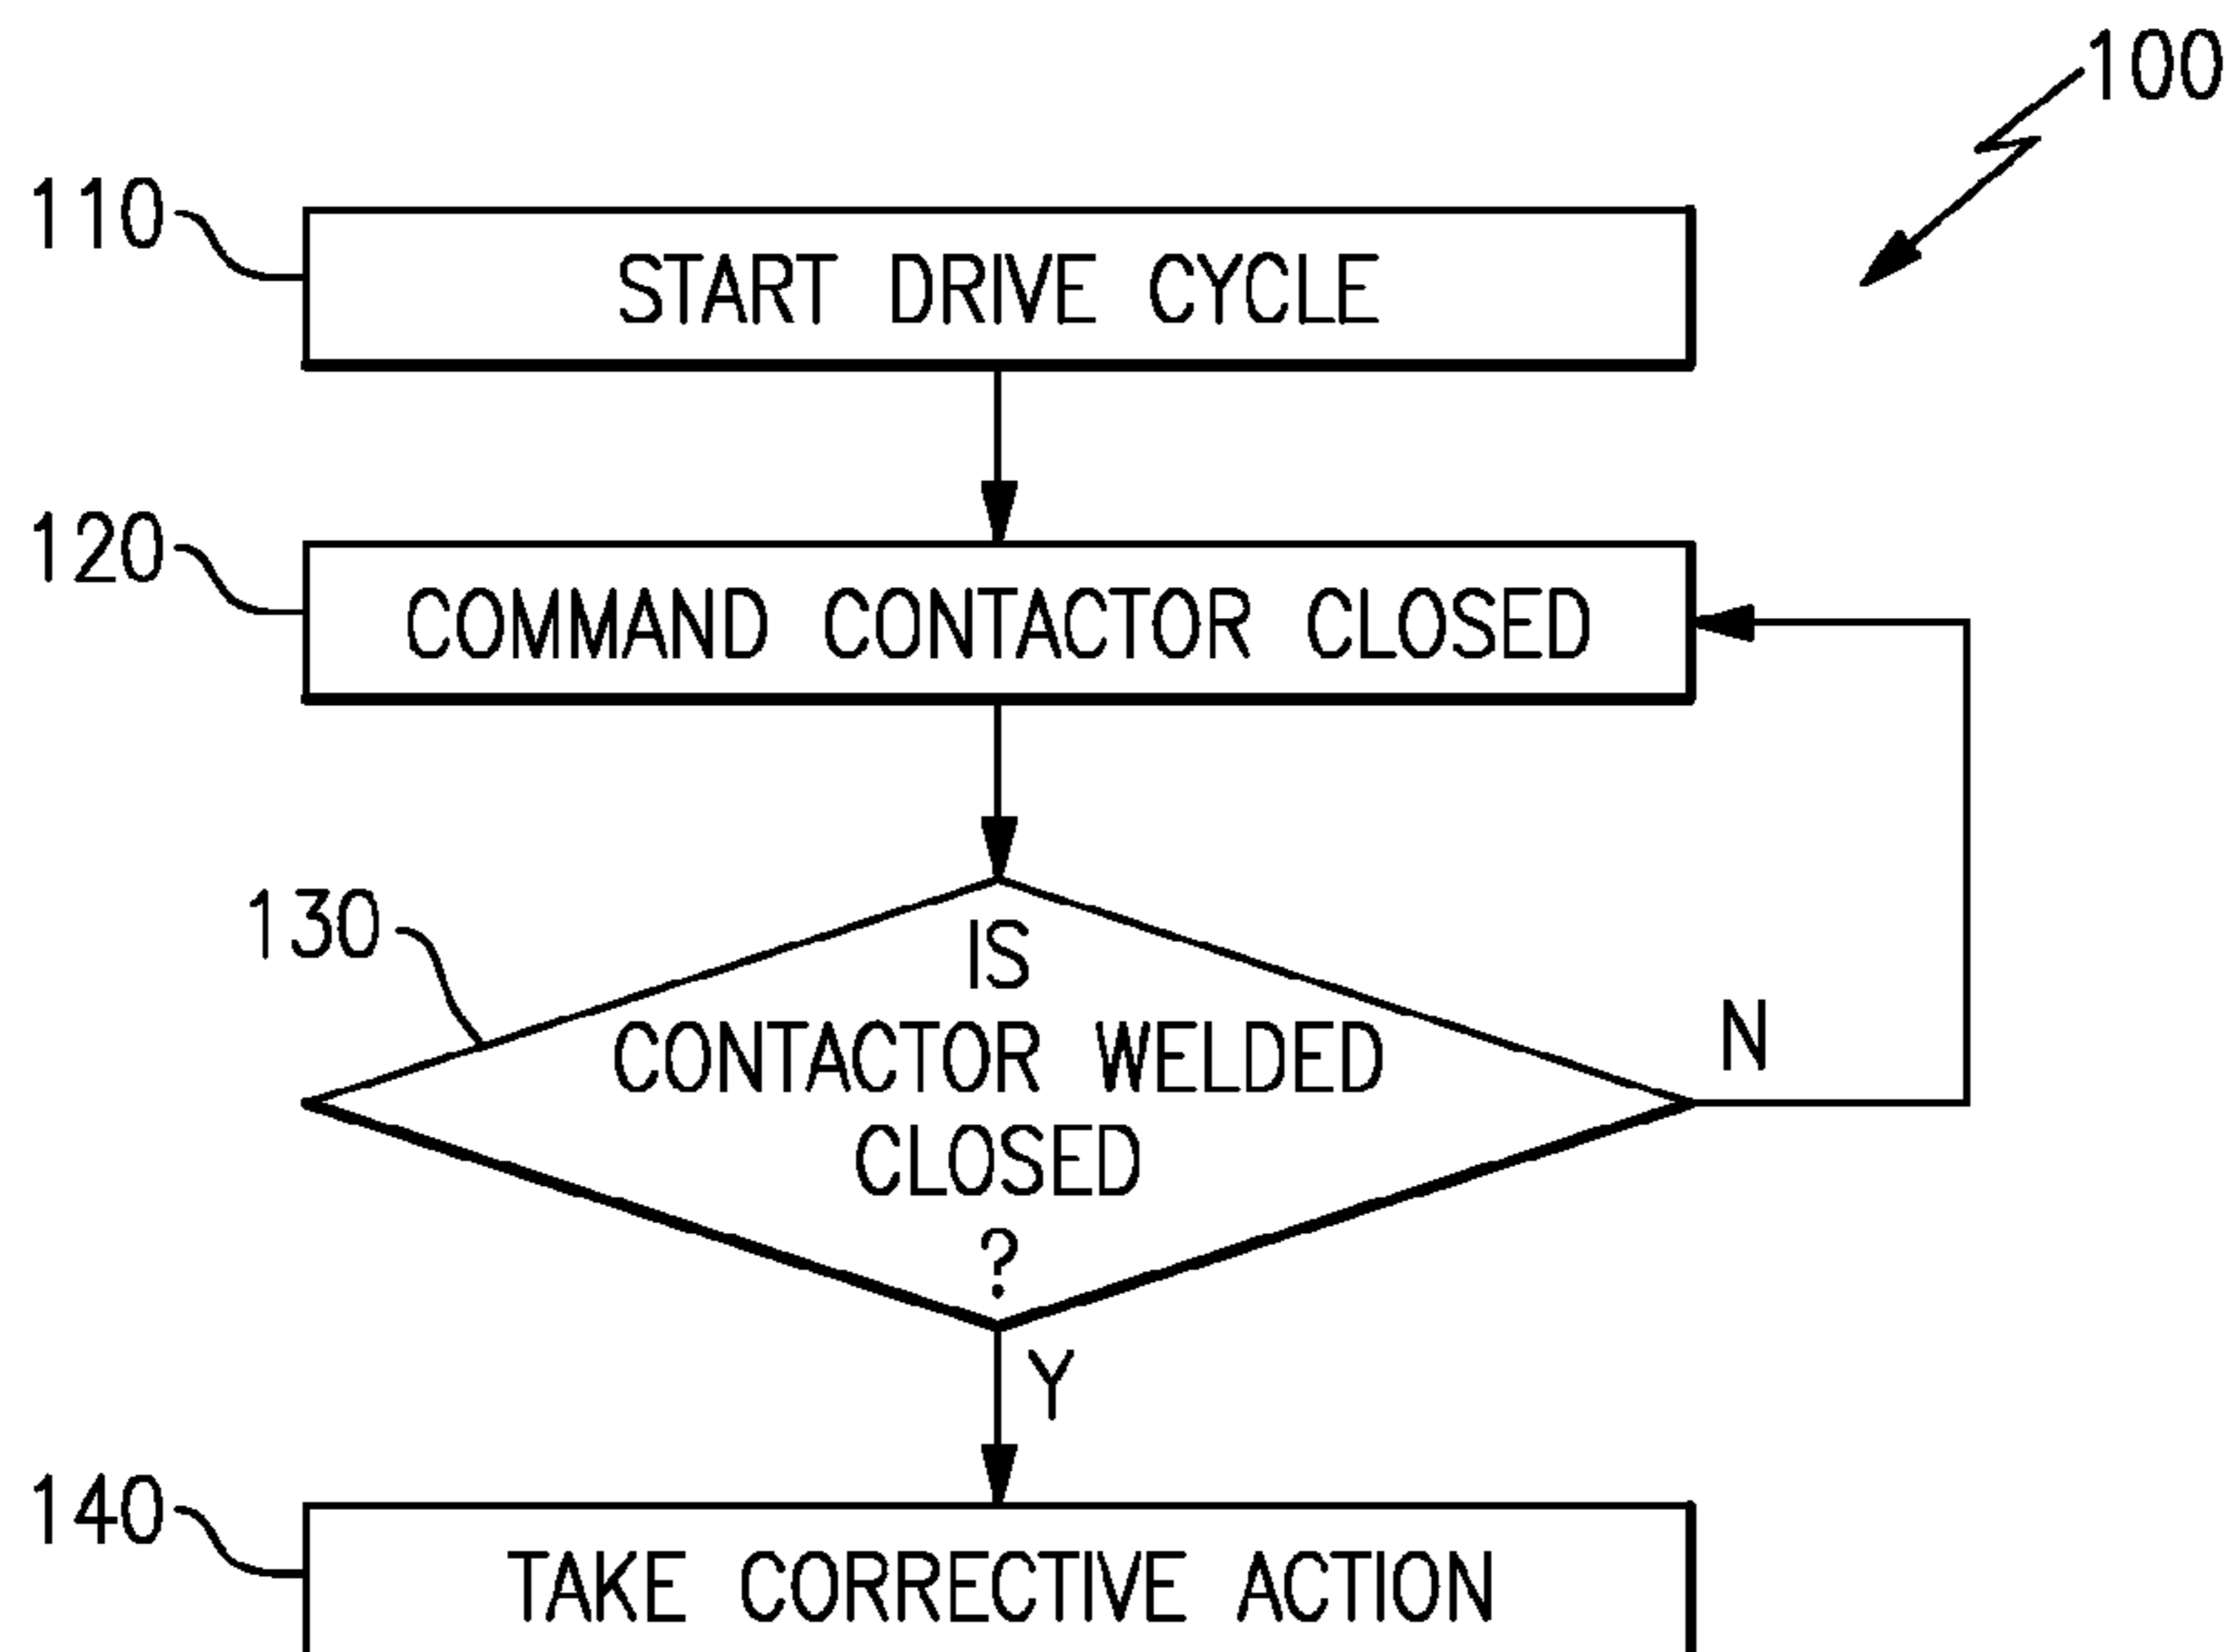 100
110
START DRIVE CYCLE
120
COMMAND CONTACTOR CLOSED
130
IS
CONTACTOR WELDED
CLOSED
?
N
Y
140
TAKE CORRECTIVE ACTION